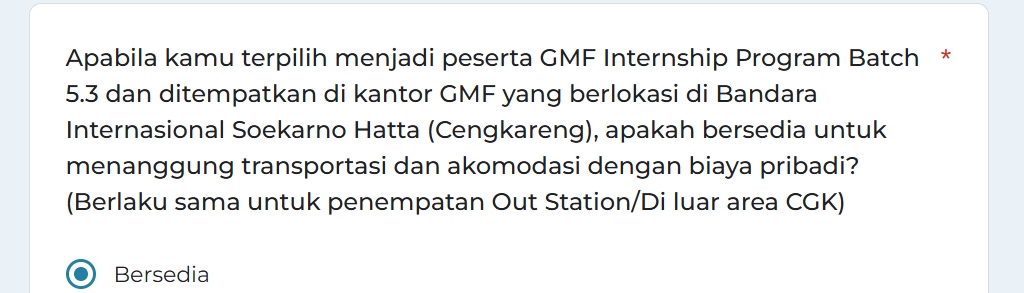 Apabila kamu terpilih menjadi peserta GMF Internship Program Batch *
5.3 dan ditempatkan di kantor GMF yang berlokasi di Bandara
Internasional Soekarno Hatta (Cengkareng), apakah bersedia untuk
menanggung transportasi dan akomodasi dengan biaya pribadi?
(Berlaku sama untuk penempatan Out Station/Di luar area CGK)
Bersedia